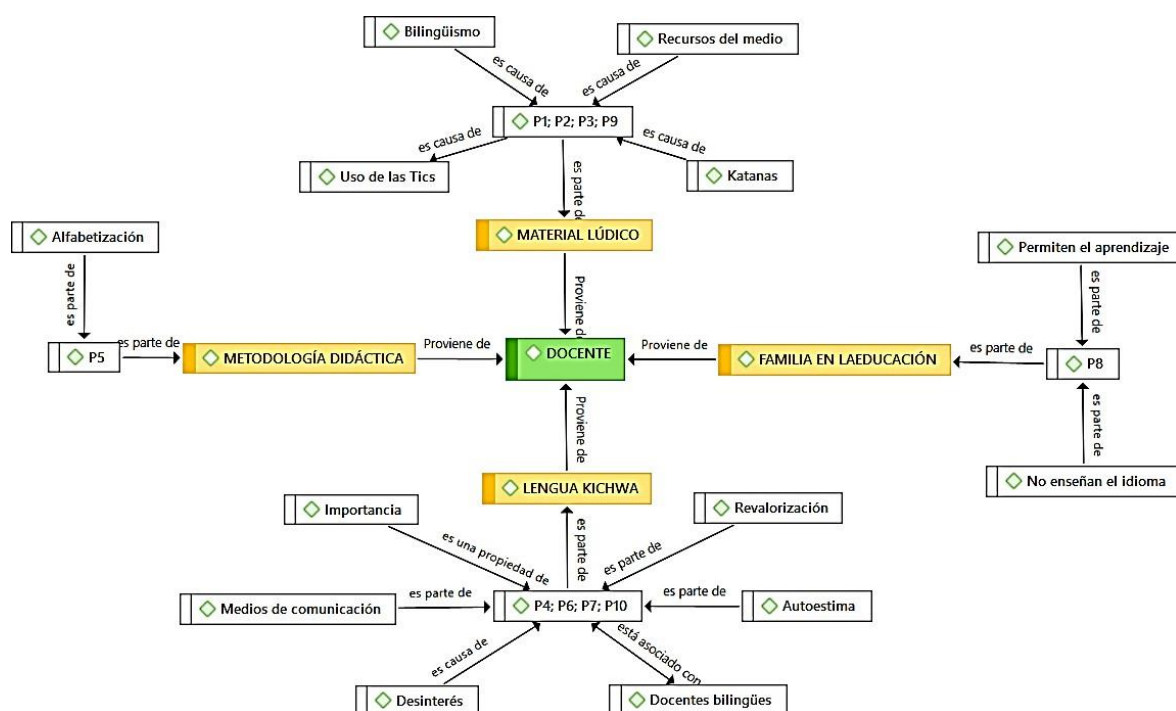 Bilingüismo
Recursos del medio
es causa de
es causa de
P1; P2; P3; P9
es causa de
es causa de
Uso de las Tics
es parte de
Katanas
Alfabetización
MATERIAL LÚDICO
Permiten el aprendizaje
es parte de
Proviene de
es parte de
P5
es parte de
METODOLOGÍA DIDÁCTICA
Proviene de
DOCENTE
Proviene de
FAMILIA EN LAEDUCACIÓN
es parte de
P8
Proviene de
es parte de
LENGUA KICHWA
No enseñan el idioma
Importancia
Revalorización
es una propiedad de
es parte de
es parte de
Medios de comunicación
es parte de
P4; P6; P7; P10
es parte de
Autoestima
es causa de
está asociado con
Desinterés
Docentes bilingües